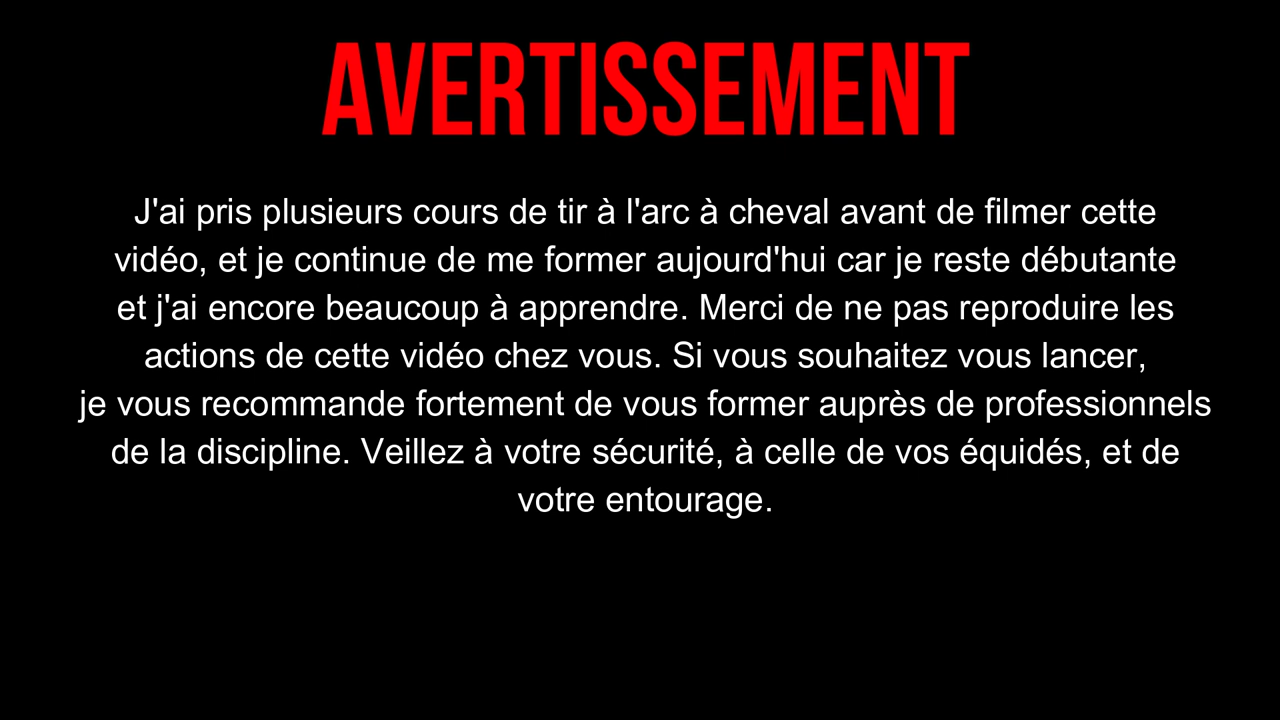 AVERTISSEMENT
J'ai pris plusieurs cours de tir à l'arc à cheval avant de filmer cette
vidéo, et je continue de me former aujourd'hui car je reste débutante
et j'ai encore beaucoup à apprendre. Merci de ne pas reproduire les
actions de cette vidéo chez vous. Si vous souhaitez vous lancer,
je vous recommande fortement de vous former auprès de professionnels
de la discipline. Veillez à votre sécurité, à celle de vos équidés, et de
votre entourage.